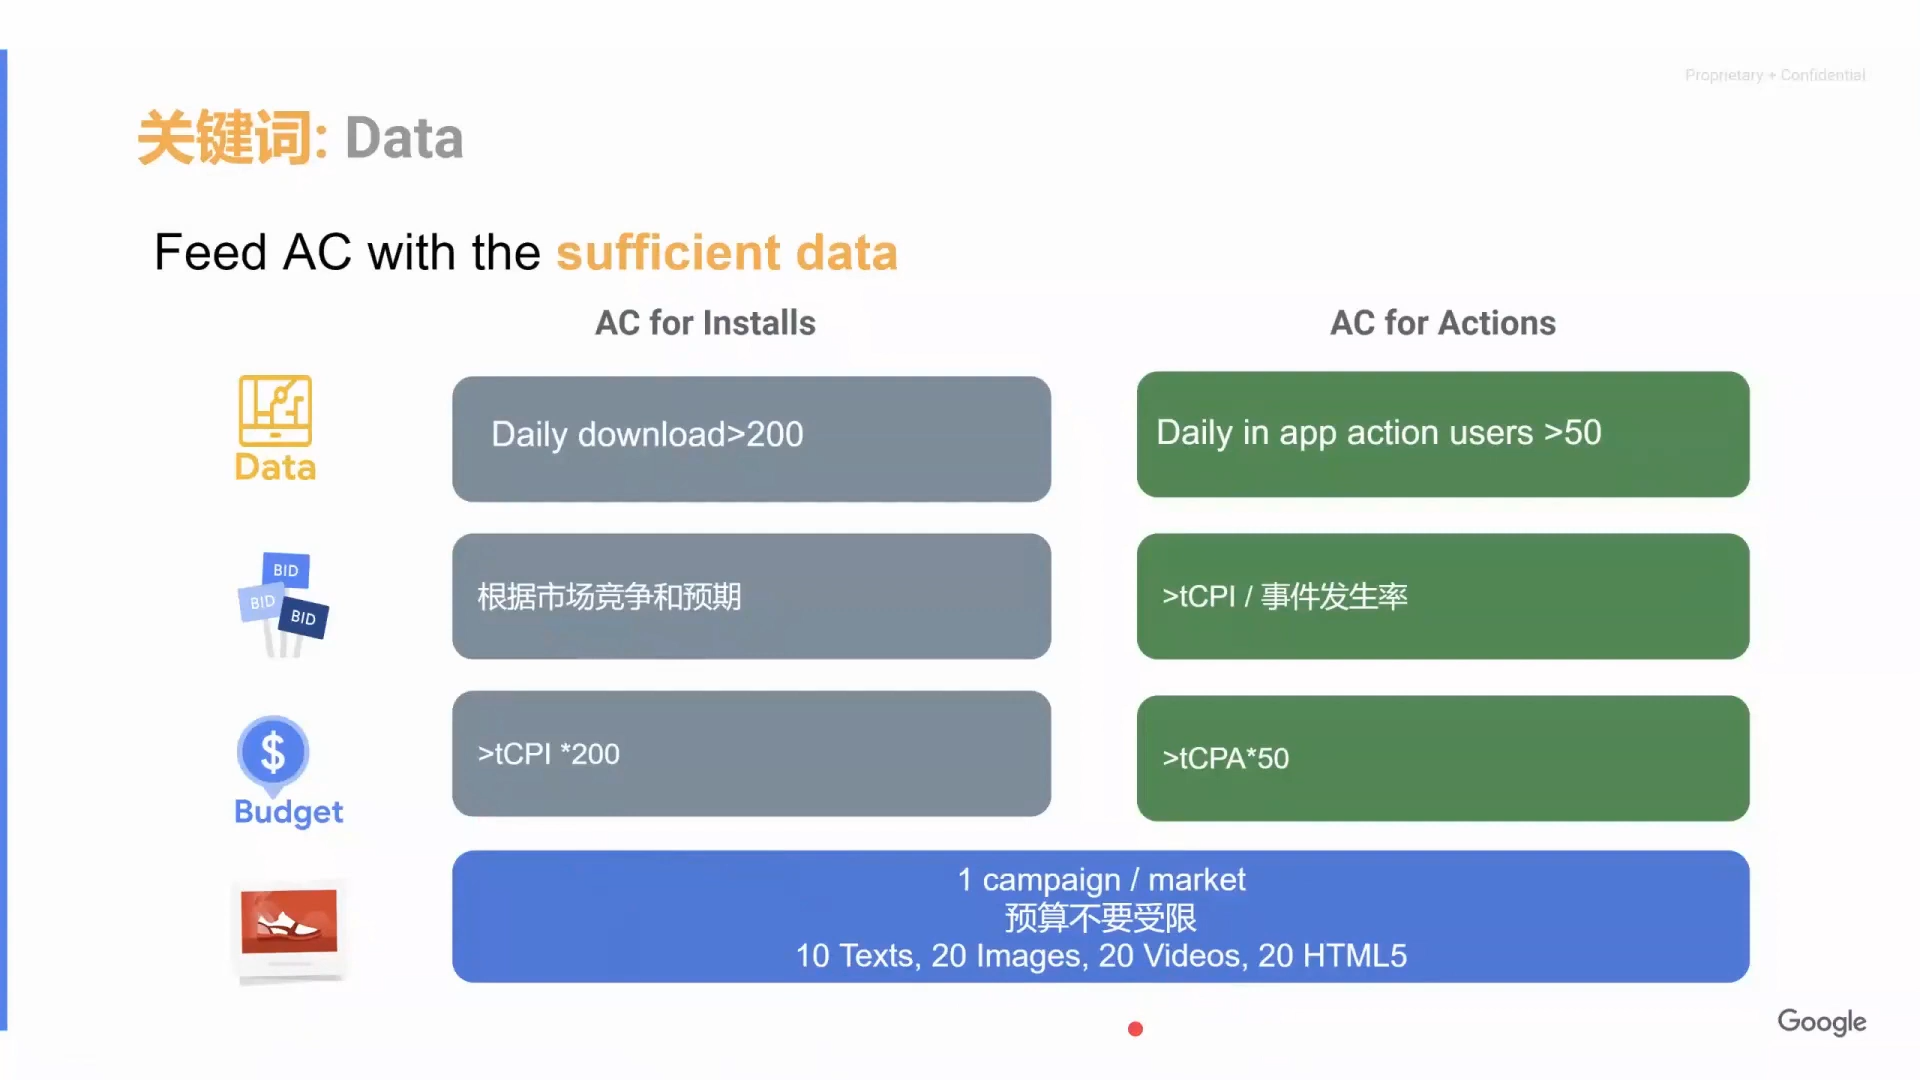 Proprietary + Confidential
关键词: Data
Feed AC with the sufficient data
AC for Installs
AC for Actions
Data
Daily download>200
Daily in app action users >50
BID
BID
BID
根据市场竞争和预期
>tCPI / 事件发生率
Budget
>tCPI *200
>tCPA*50
1 campaign / market
预算不要受限
10 Texts, 20 Images, 20 Videos, 20 HTML5
Google